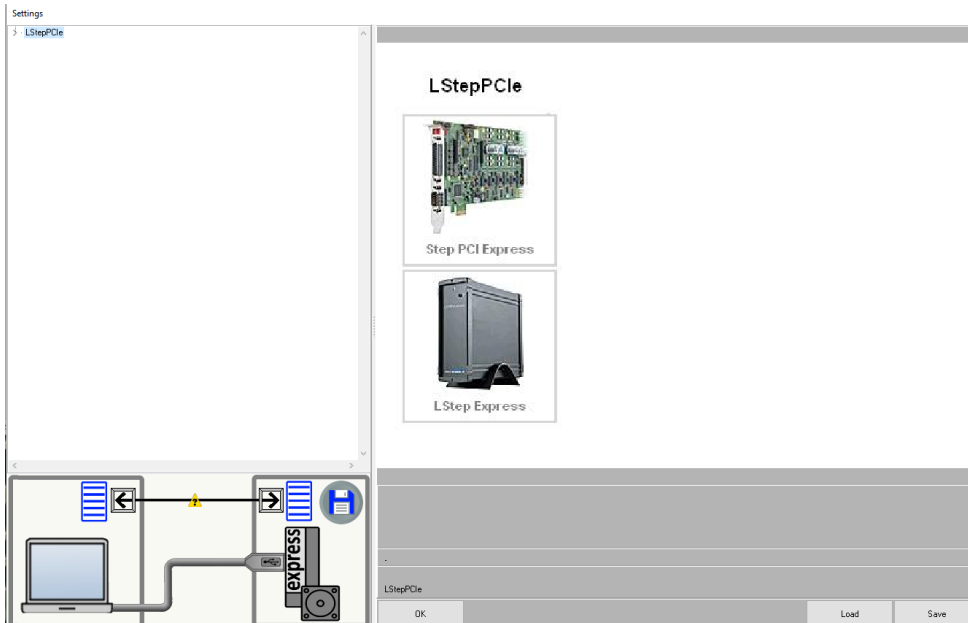 Settings
LStepPCIe
LStepPCIe
Step PCI Express
LStep Express
express
.
LStepPCIe
OK
Load
Save